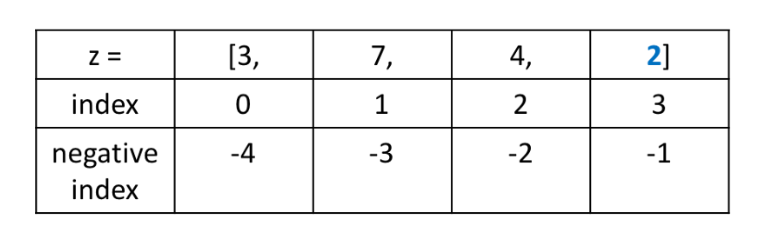 z = [3, 7, 4, 2]
index 0 1 2 3
negative -4 -3 -2 -1
index